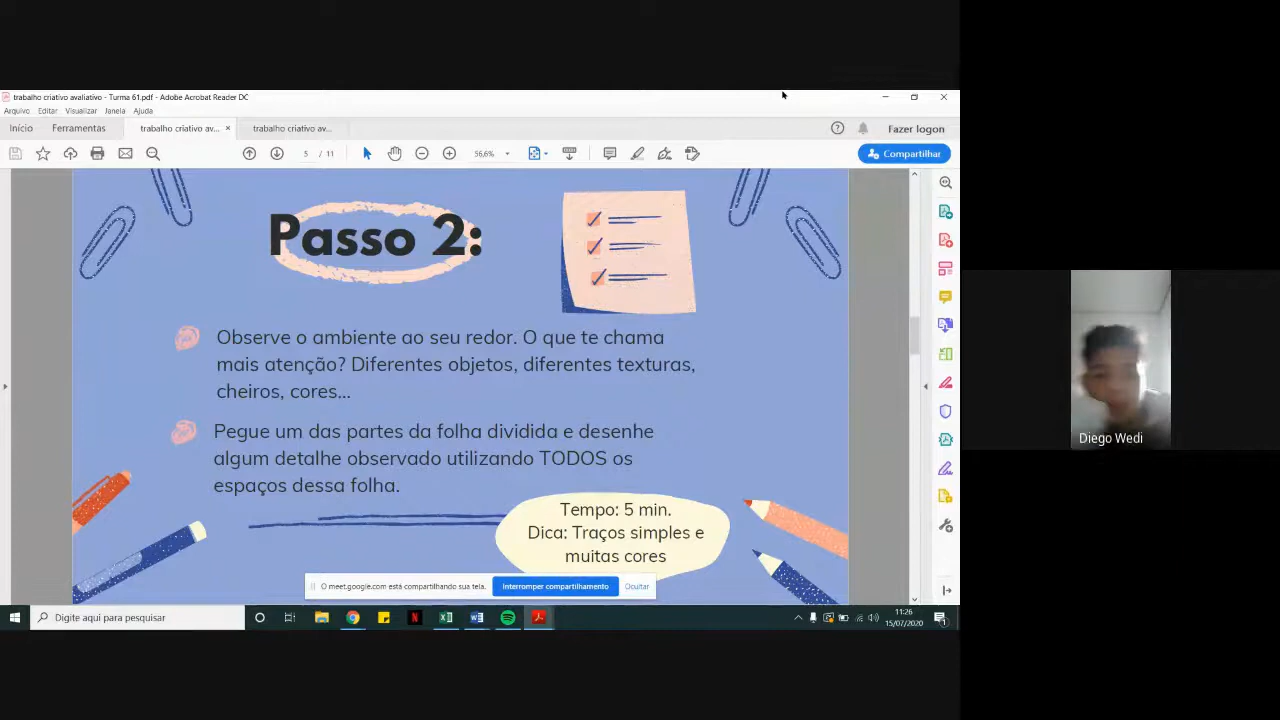 trabalho criativo avaliativo - Turma 61.pdf - Adobe Acrobat Reader DC
Arquivo Editar Visualizar Janela Ajuda
Início Ferramentas trabalho criativo av... × trabalho criativo av... Fazer logon
5 / 11 56,6% Compartilhar
Passo 2:
Observe o ambiente ao seu redor. O que te chama
mais atenção? Diferentes objetos, diferentes texturas,
cheiros, cores...
Pegue um das partes da folha dividida e desenhe
algum detalhe observado utilizando TODOS os
espaços dessa folha.
Tempo: 5 min.
Dica: Traços simples e
muitas cores
O meet.google.com está compartilhando sua tela. Interromper compartilhamento Ocultar
Digite aqui para pesquisar
11:26
15/07/2020
Diego Wedi